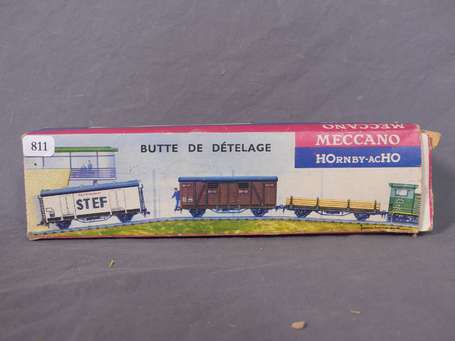 MECCANO
811
BUTTE DE DÉTELAGE
MECCANO
HORNBY-ACHO
STEF